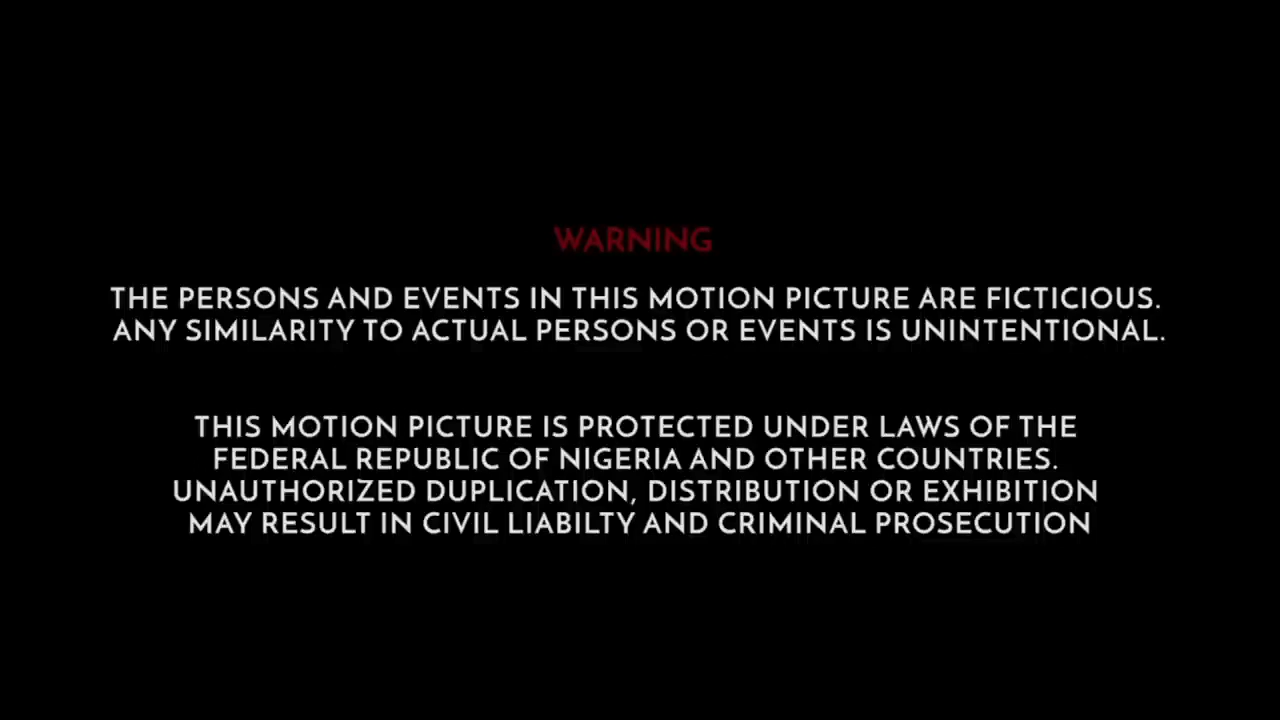 WARNING
THE PERSONS AND EVENTS IN THIS MOTION PICTURE ARE FICTICIOUS.
ANY SIMILARITY TO ACTUAL PERSONS OR EVENTS IS UNINTENTIONAL.
THIS MOTION PICTURE IS PROTECTED UNDER LAWS OF THE
FEDERAL REPUBLIC OF NIGERIA AND OTHER COUNTRIES.
UNAUTHORIZED DUPLICATION, DISTRIBUTION OR EXHIBITION
MAY RESULT IN CIVIL LIABILTY AND CRIMINAL PROSECUTION